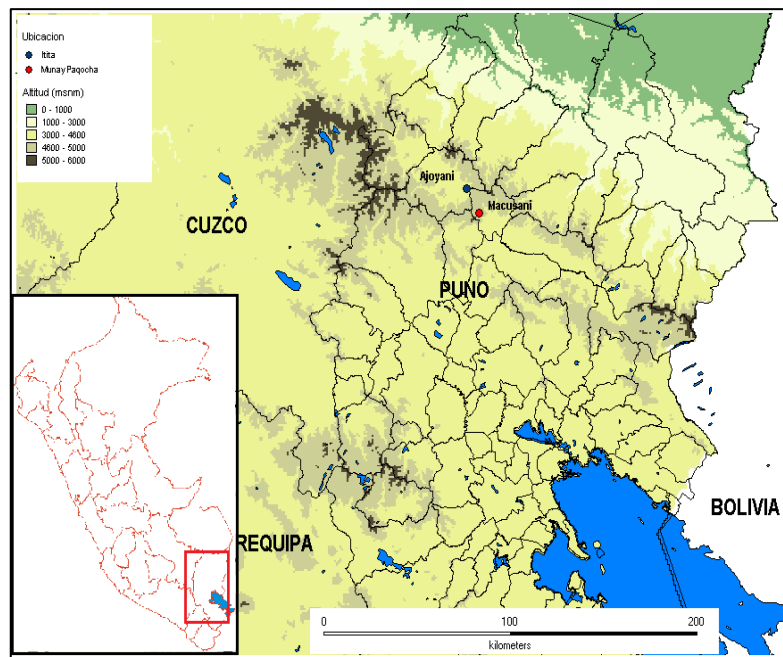 Ubicacion
Itita
Munay Paqocha
Altitud (msnm)
0 - 1000
1000 - 3000
3000 - 4600
4600 - 5000
5000 - 6000
Ajoyani
Macusani
CUZCO
PUNO
BOLIVIA
REQUIPA
0 100 200
kilometers